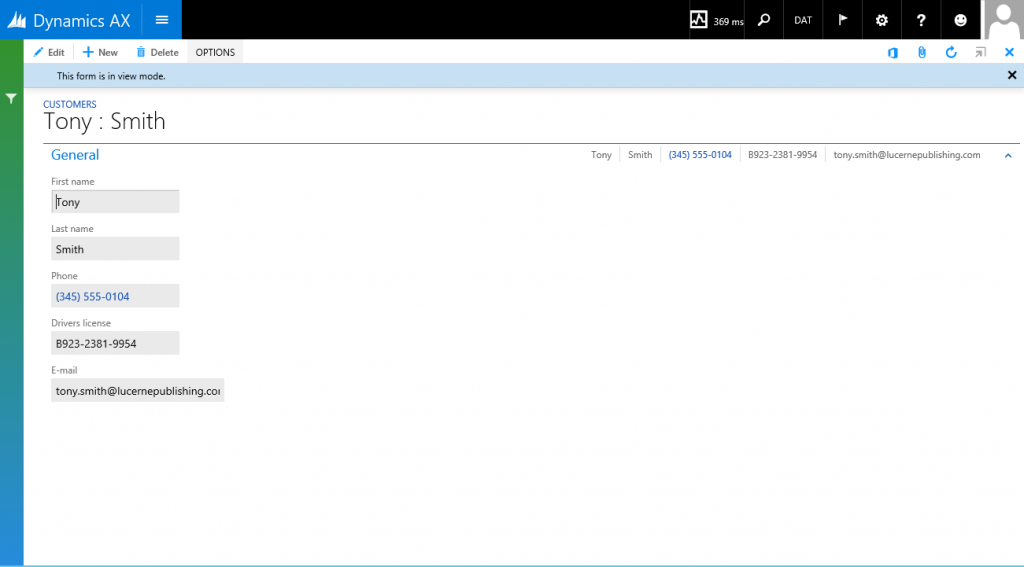 Dynamics AX 369 ms DAT ?
Edit New Delete OPTIONS
This form is in view mode.
CUSTOMERS
Tony : Smith
General Tony Smith (345) 555-0104 B923-2381-9954 tony.smith@lucernepublishing.com
First name
Tony
Last name
Smith
Phone
(345) 555-0104
Drivers license
B923-2381-9954
E-mail
tony.smith@lucernepublishing.co